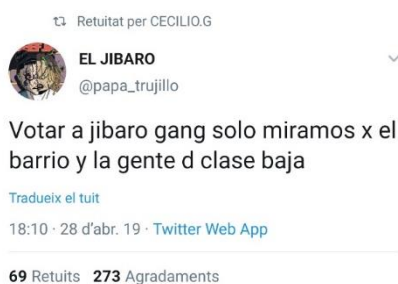 Retuitat per CECILIO.G
EL JIBARO
@papa_trujillo
Votar a jibaro gang solo miramos x el
barrio y la gente d clase baja
Tradueix el tuit
18:10 · 28 d'abr. 19 · Twitter Web App
69 Retuits 273 Agradaments